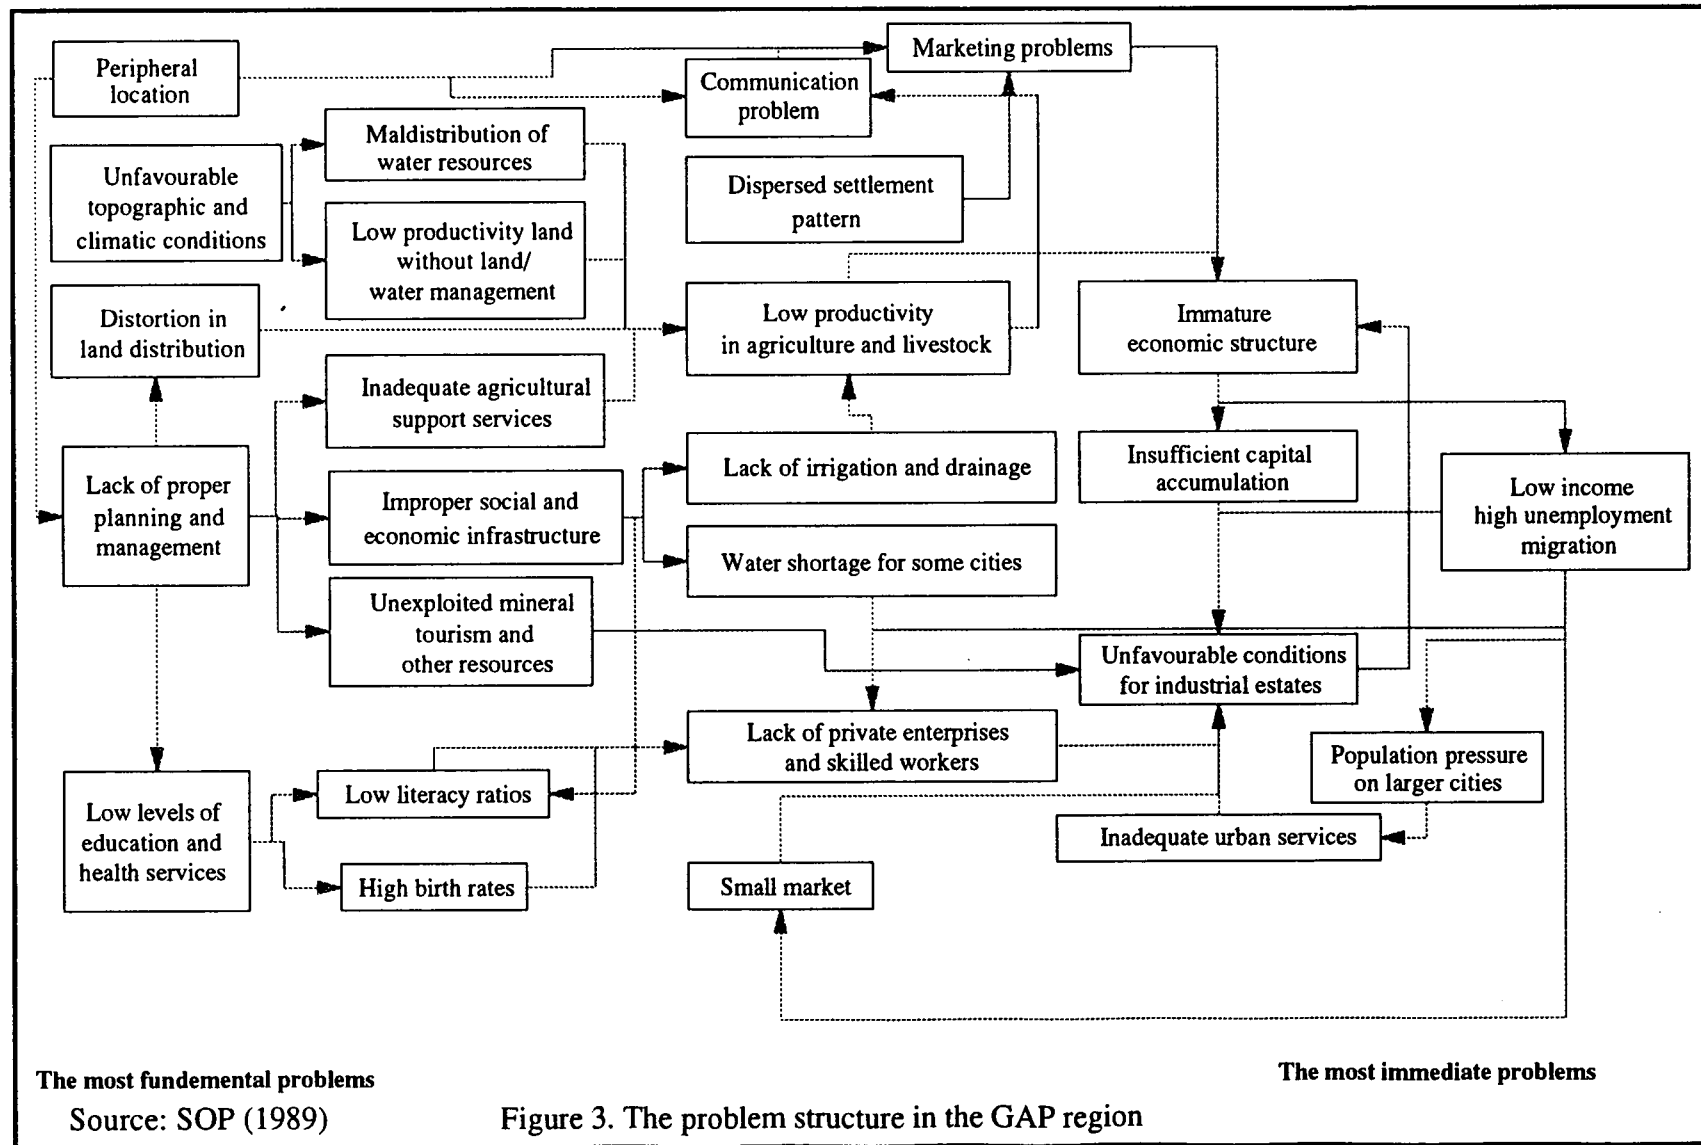 Peripheral
location
Unfavourable
topographic and
climatic conditions
Distortion in
land distribution
Lack of proper
planning and
management
Low levels of
education and
health services
Maldistribution of
water resources
Low productivity land
without land/
water management
Inadequate agricultural
support services
Improper social and
economic infrastructure
Unexploited mineral
tourism and
other resources
Low literacy ratios
High birth rates
Marketing problems
Communication
problem
Dispersed settlement
pattern
Low productivity
in agriculture and livestock
Lack of irrigation and drainage
Water shortage for some cities
Lack of private enterprises
and skilled workers
Small market
Immature
economic structure
Insufficient capital
accumulation
Low income
high unemployment
migration
Unfavourable conditions
for industrial estates
Population pressure
on larger cities
Inadequate urban services
The most fundemental problems
The most immediate problems
Source: SOP (1989)
Figure 3. The problem structure in the GAP region